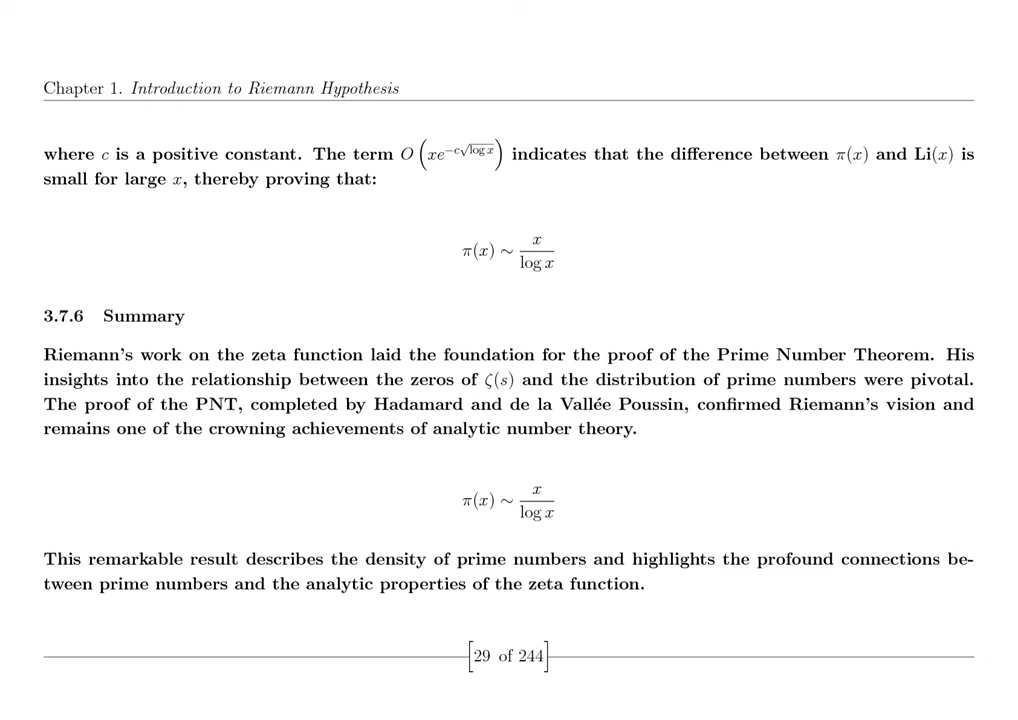 Chapter 1. Introduction to Riemann Hypothesis
where c is a positive constant. The term O(xe^{−c√log x}) indicates that the difference between π(x) and Li(x) is
small for large x, thereby proving that:
π(x) ∼ x / log x
3.7.6 Summary
Riemann's work on the zeta function laid the foundation for the proof of the Prime Number Theorem. His
insights into the relationship between the zeros of ζ(s) and the distribution of prime numbers were pivotal.
The proof of the PNT, completed by Hadamard and de la Vallée Poussin, confirmed Riemann's vision and
remains one of the crowning achievements of analytic number theory.
π(x) ∼ x / log x
This remarkable result describes the density of prime numbers and highlights the profound connections be-
tween prime numbers and the analytic properties of the zeta function.
[29 of 244]